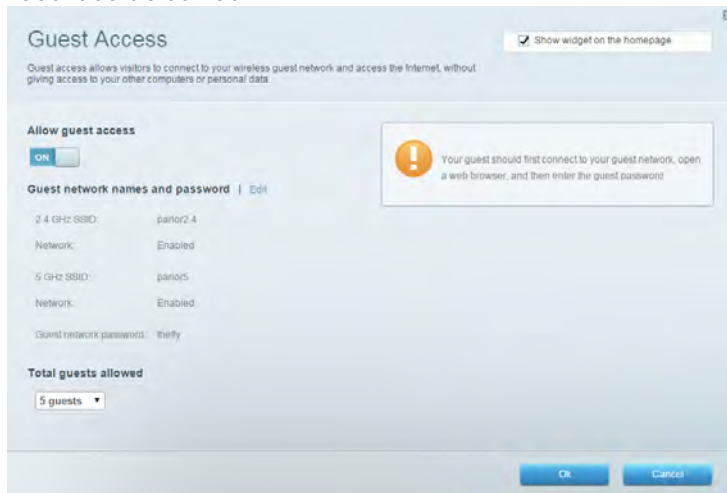 Guest Access
Show widget on the homepage
Guest access allows visitors to connect to your wireless guest network and access the Internet, without
giving access to your other computers or personal data
Allow guest access
ON
Your guest should first connect to your guest network, open
a web browser, and then enter the guest password
Guest network names and password | Edit
2.4 GHz SSID: parlor2.4
Network: Enabled
5 GHz SSID: parlor5
Network: Enabled
Guest network password:
Total guests allowed
5 guests
Ok Cancel